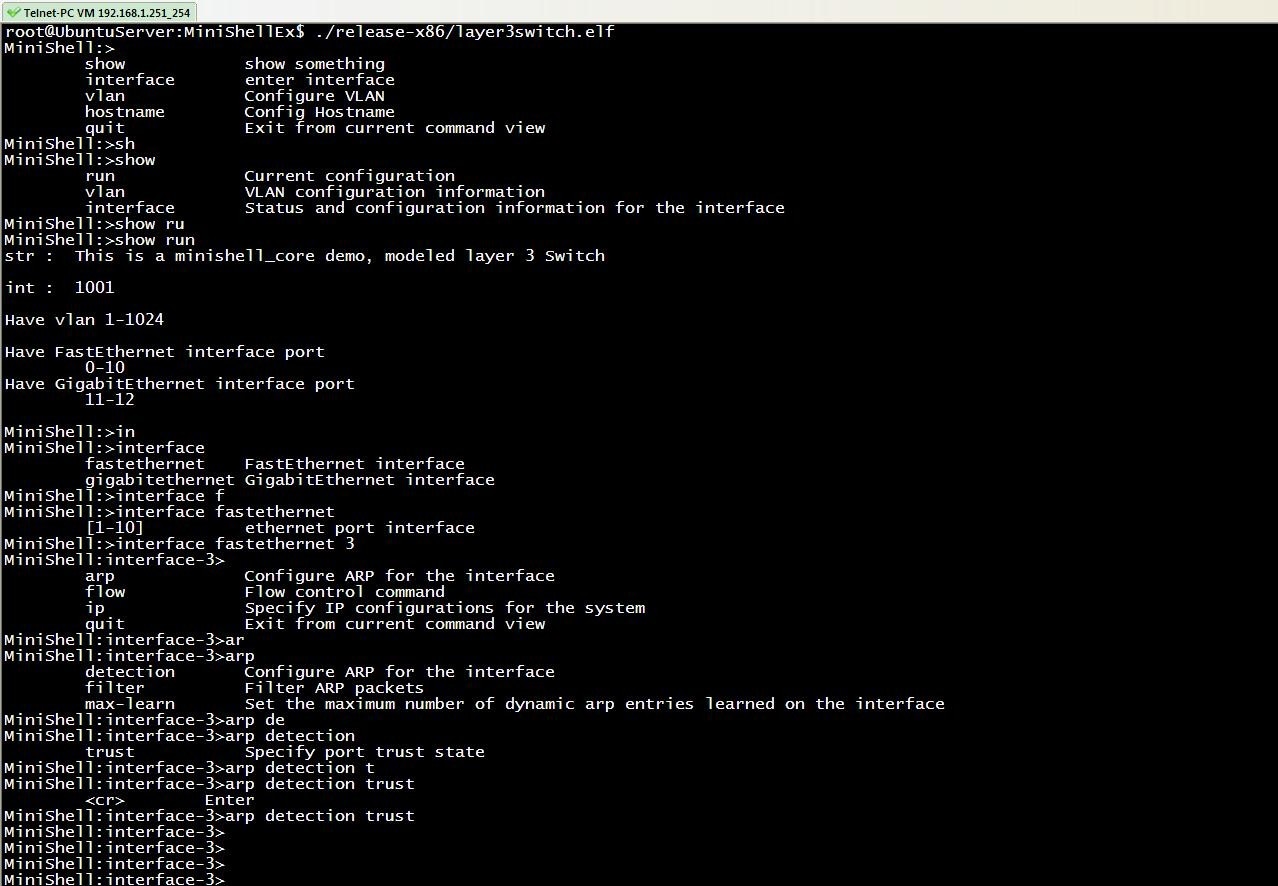 Telnet-PC VM 192.168.1.251_254
root@UbuntuServer:MiniShellEx$ ./release-x86/layer3switch.elf
MiniShell:>
show show something
interface enter interface
vlan Configure VLAN
hostname Config Hostname
quit Exit from current command view
MiniShell:>sh
MiniShell:>show
run Current configuration
vlan VLAN configuration information
interface Status and configuration information for the interface
MiniShell:>show ru
MiniShell:>show run
str : This is a minishell_core demo, modeled layer 3 Switch
int : 1001
Have vlan 1-1024
Have FastEthernet interface port
0-10
Have GigabitEthernet interface port
11-12
MiniShell:>in
MiniShell:>interface
fastethernet FastEthernet interface
gigabitethernet GigabitEthernet interface
MiniShell:>interface f
MiniShell:>interface fastethernet
[1-10] ethernet port interface
MiniShell:>interface fastethernet 3
MiniShell:interface-3>
arp Configure ARP for the interface
flow Flow control command
ip Specify IP configurations for the system
quit Exit from current command view
MiniShell:interface-3>ar
MiniShell:interface-3>arp
detection Configure ARP for the interface
filter Filter ARP packets
max-learn Set the maximum number of dynamic arp entries learned on the interface
MiniShell:interface-3>arp de
MiniShell:interface-3>arp detection
trust Specify port trust state
MiniShell:interface-3>arp detection t
MiniShell:interface-3>arp detection trust
<cr> Enter
MiniShell:interface-3>arp detection trust
MiniShell:interface-3>
MiniShell:interface-3>
MiniShell:interface-3>
MiniShell:interface-3>